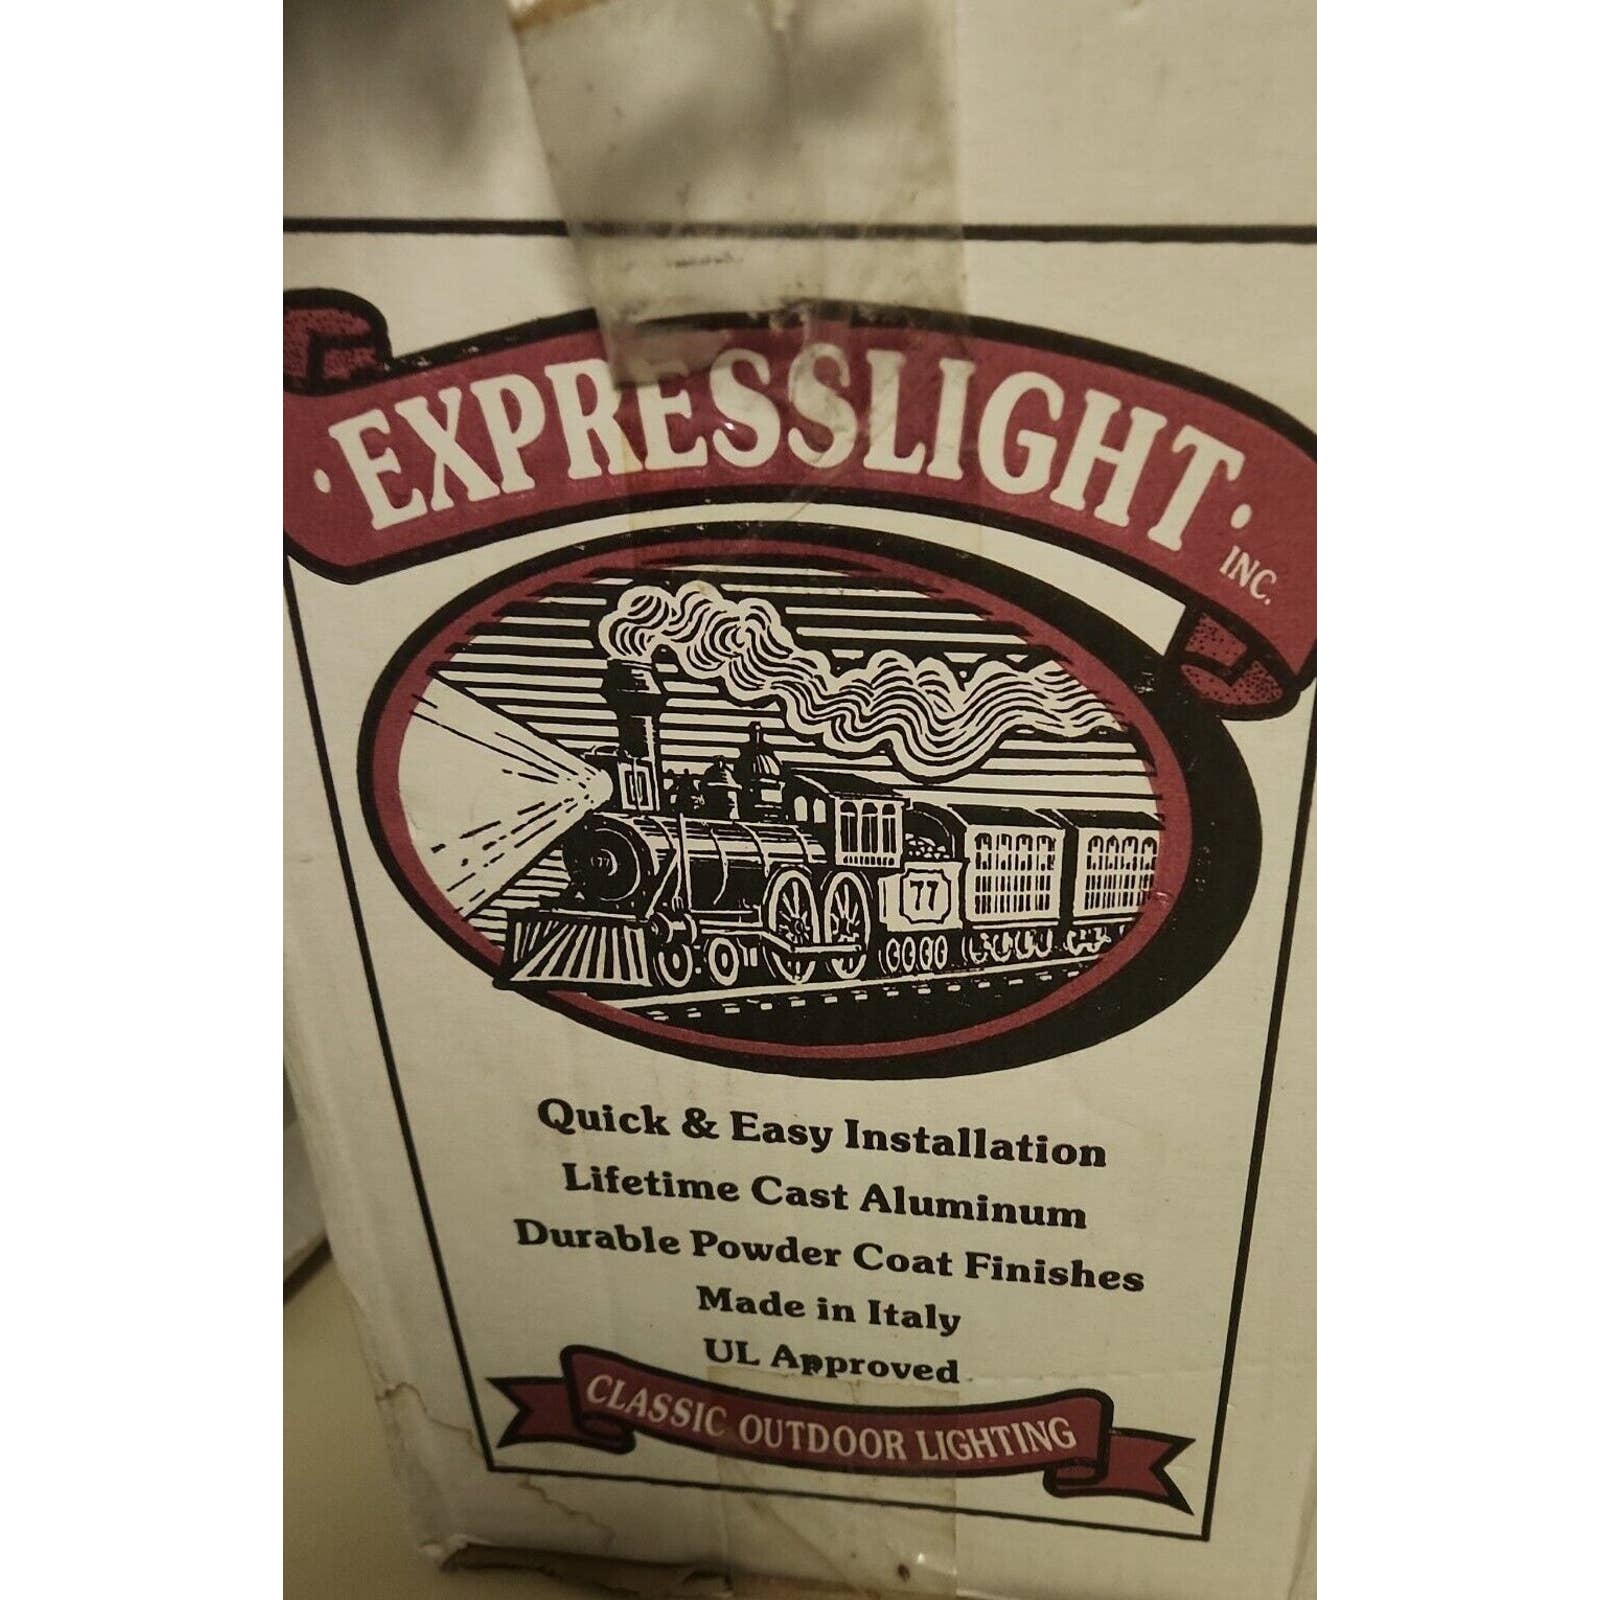 ·EXPRESSLIGHT·
INC.
77
77
Quick & Easy Installation
Lifetime Cast Aluminum
Durable Powder Coat Finishes
Made in Italy
UL Approved
CLASSIC OUTDOOR LIGHTING